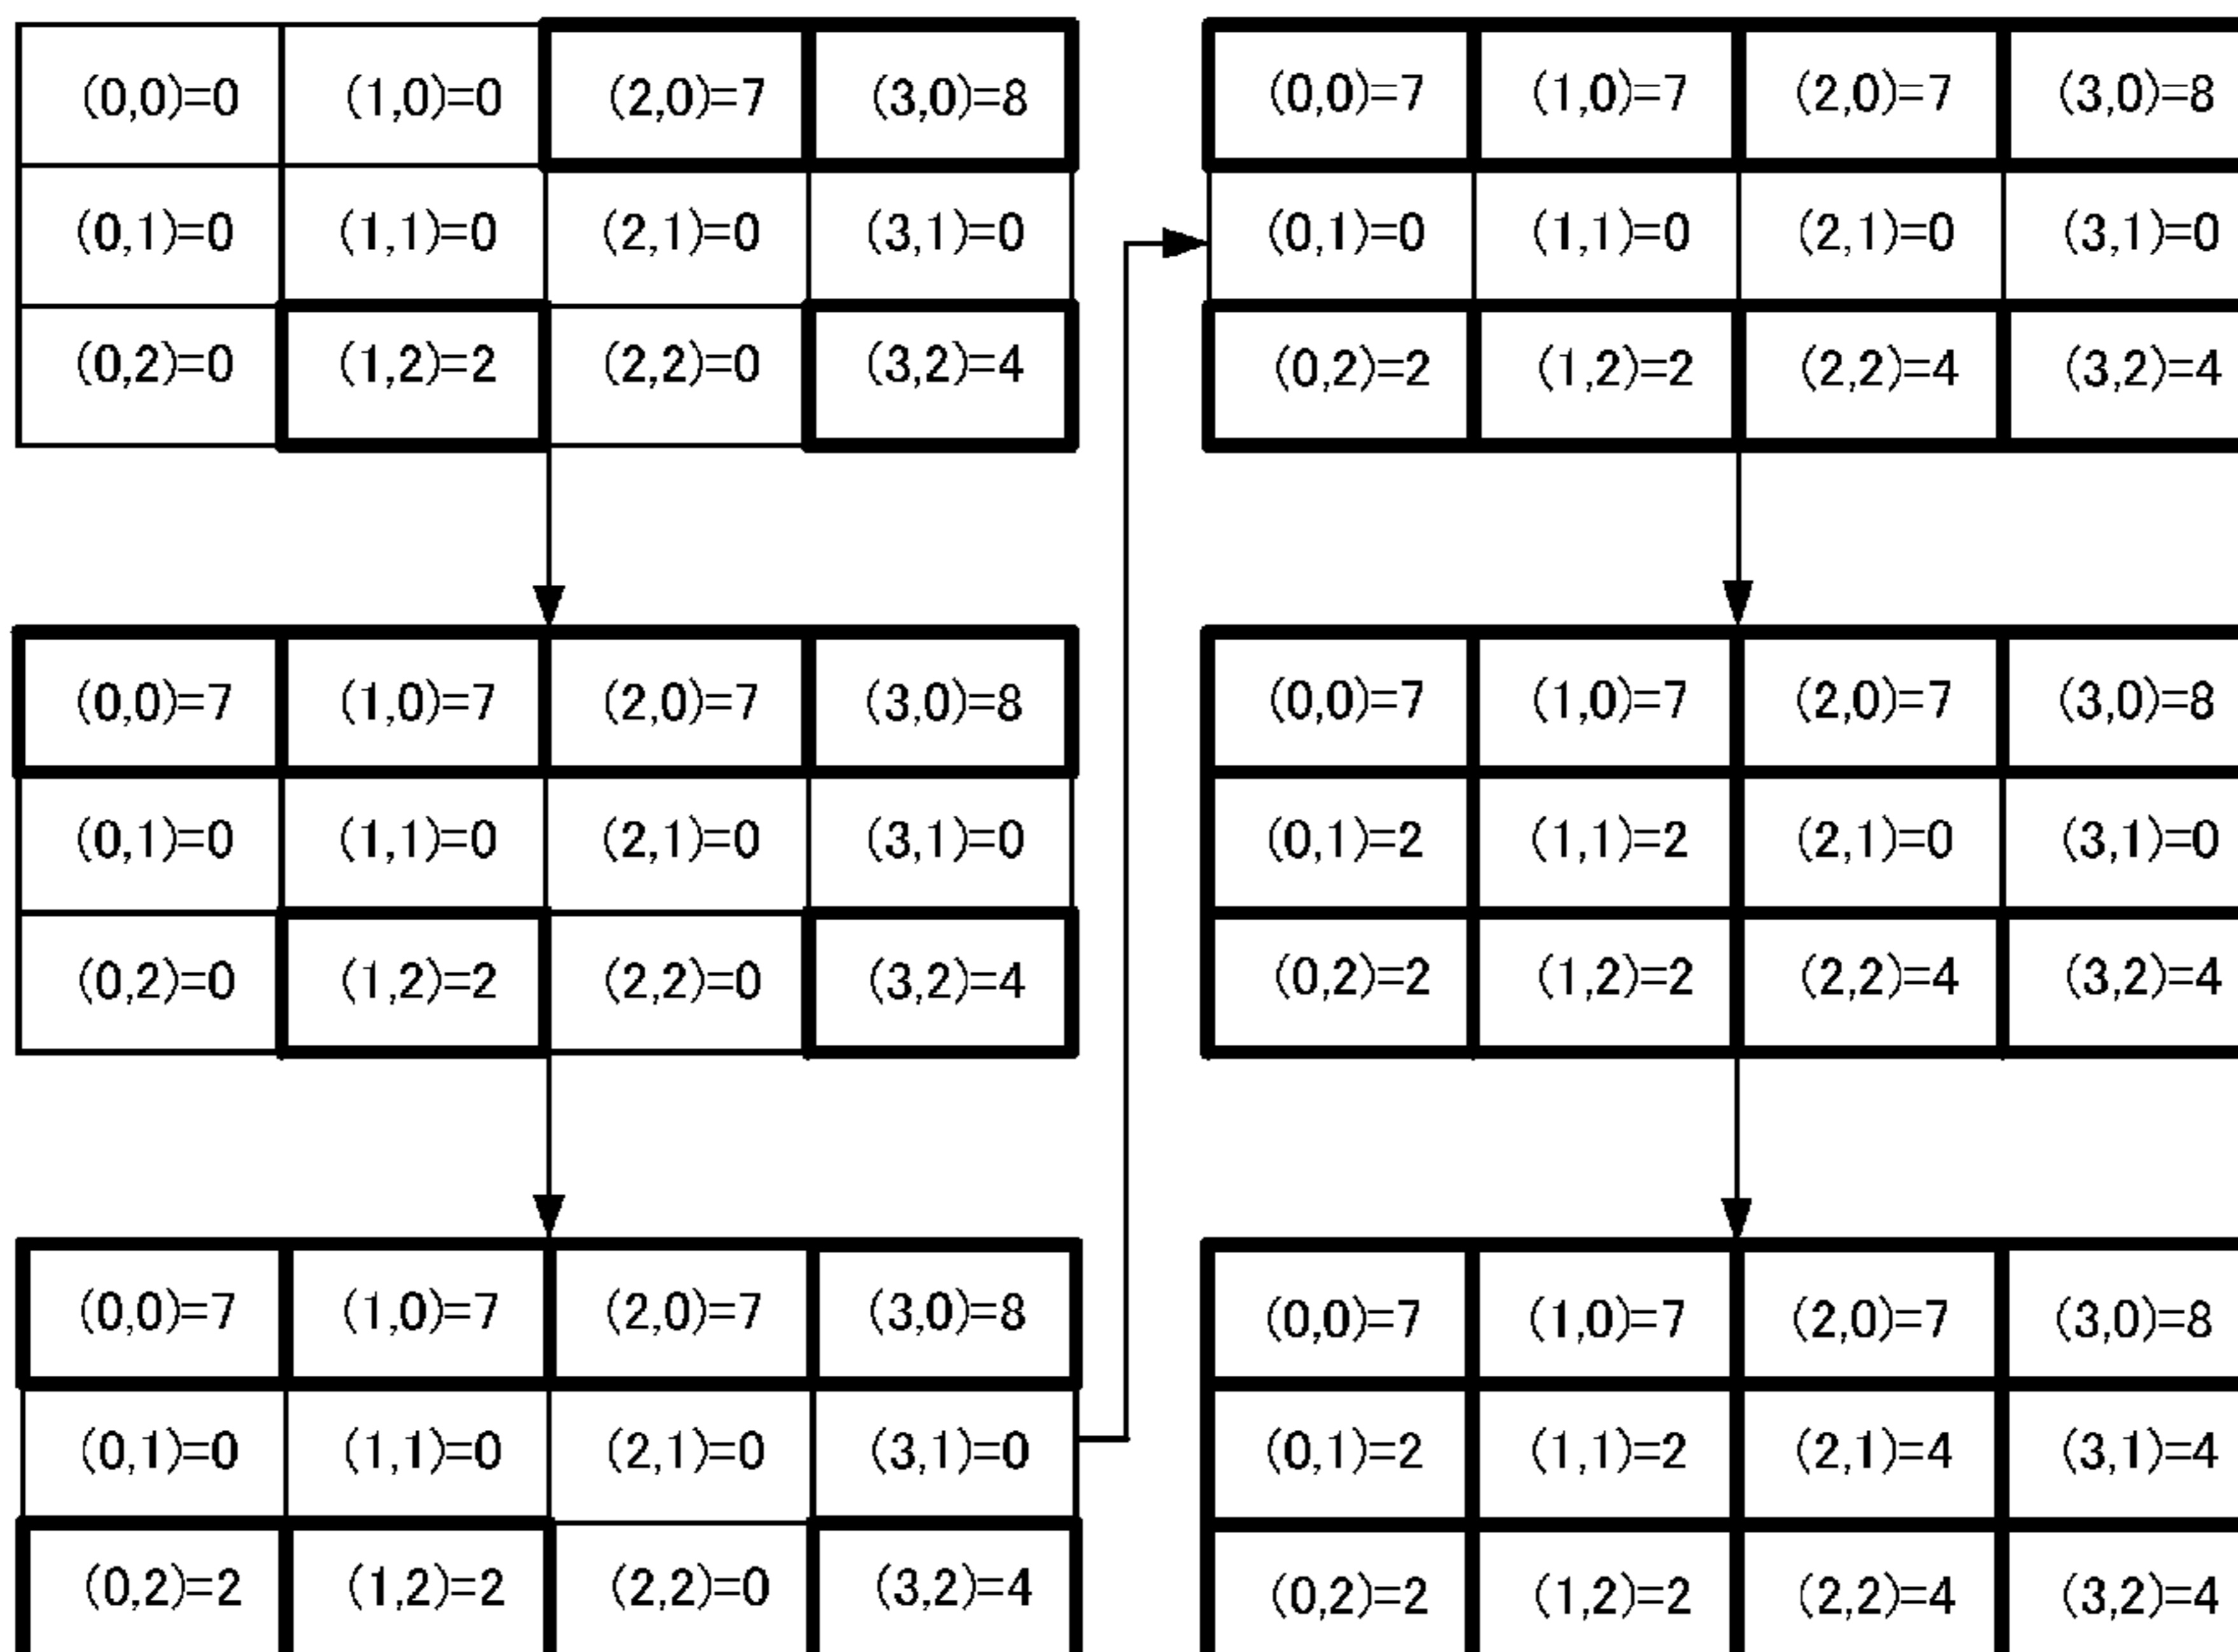 (0,0)=0 (1,0)=0 (2,0)=7 (3,0)=8
(0,1)=0 (1,1)=0 (2,1)=0 (3,1)=0
(0,2)=0 (1,2)=2 (2,2)=0 (3,2)=4
(0,0)=7 (1,0)=7 (2,0)=7 (3,0)=8
(0,1)=0 (1,1)=0 (2,1)=0 (3,1)=0
(0,2)=0 (1,2)=2 (2,2)=0 (3,2)=4
(0,0)=7 (1,0)=7 (2,0)=7 (3,0)=8
(0,1)=0 (1,1)=0 (2,1)=0 (3,1)=0
(0,2)=2 (1,2)=2 (2,2)=0 (3,2)=4
(0,0)=7 (1,0)=7 (2,0)=7 (3,0)=8
(0,1)=0 (1,1)=0 (2,1)=0 (3,1)=0
(0,2)=2 (1,2)=2 (2,2)=4 (3,2)=4
(0,0)=7 (1,0)=7 (2,0)=7 (3,0)=8
(0,1)=2 (1,1)=2 (2,1)=0 (3,1)=0
(0,2)=2 (1,2)=2 (2,2)=4 (3,2)=4
(0,0)=7 (1,0)=7 (2,0)=7 (3,0)=8
(0,1)=2 (1,1)=2 (2,1)=4 (3,1)=4
(0,2)=2 (1,2)=2 (2,2)=4 (3,2)=4